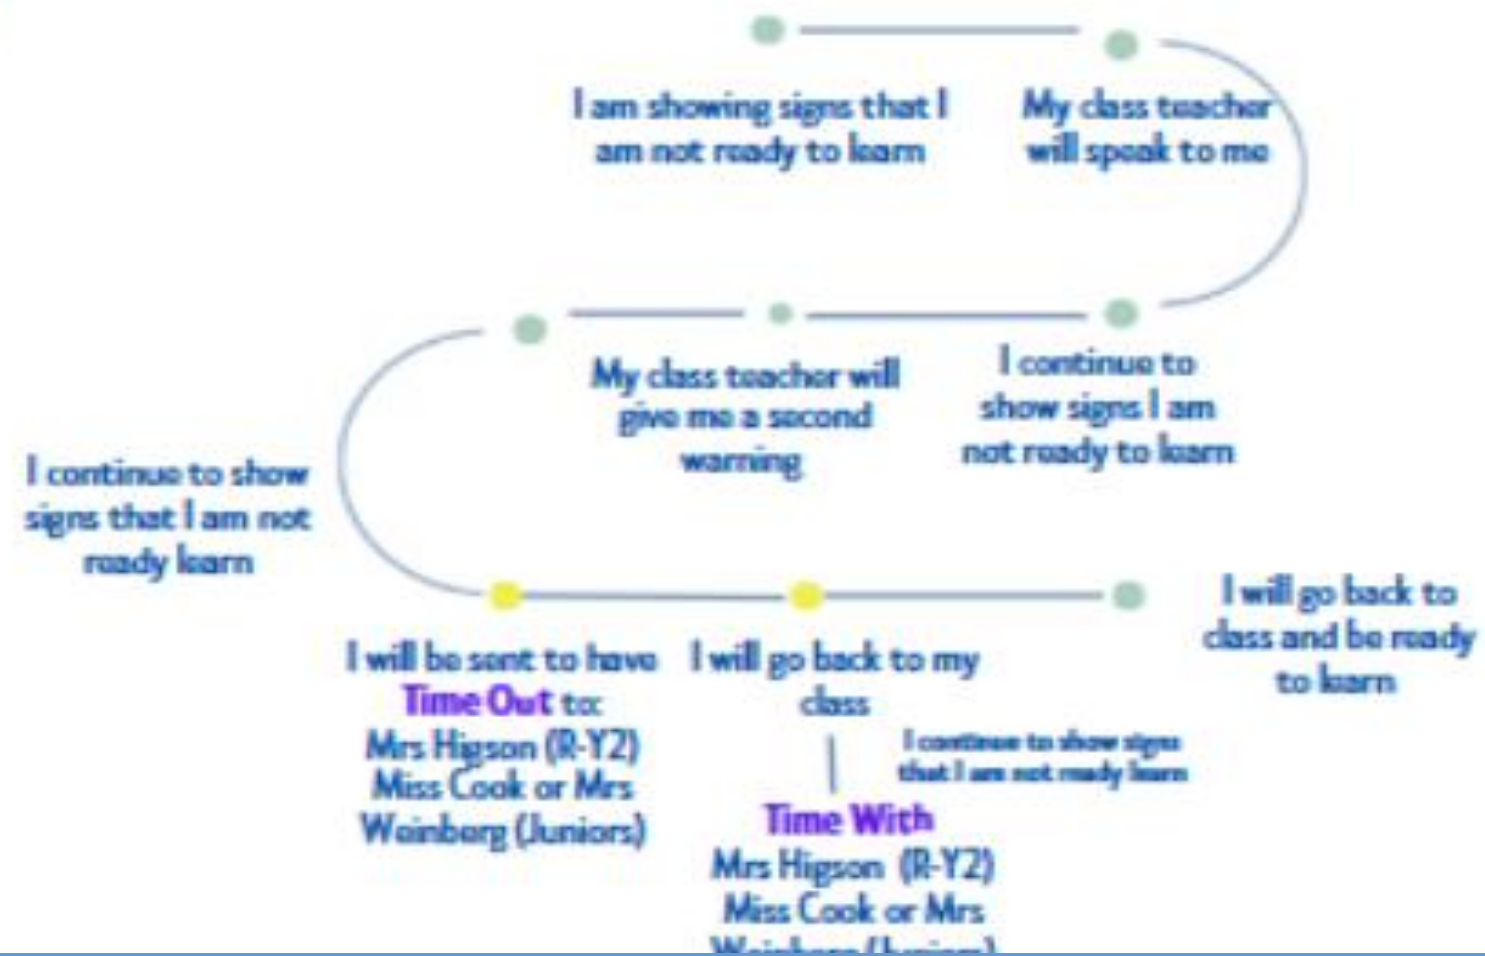 I am showing signs that I
am not ready to learn
My class teacher
will speak to me
I continue to
show signs I am
not ready to learn
My class teacher will
give me a second
warning
I continue to show
signs that I am not
ready learn
I will be sent to have
Time Out to:
Mrs Higson (R-Y2)
Miss Cook or Mrs
Weinberg (Juniors)
I will go back to my
class
I continue to show signs
that I am not ready learn
Time With
Mrs Higson (R-Y2)
Miss Cook or Mrs
Weinberg (Juniors)
I will go back to
class and be ready
to learn